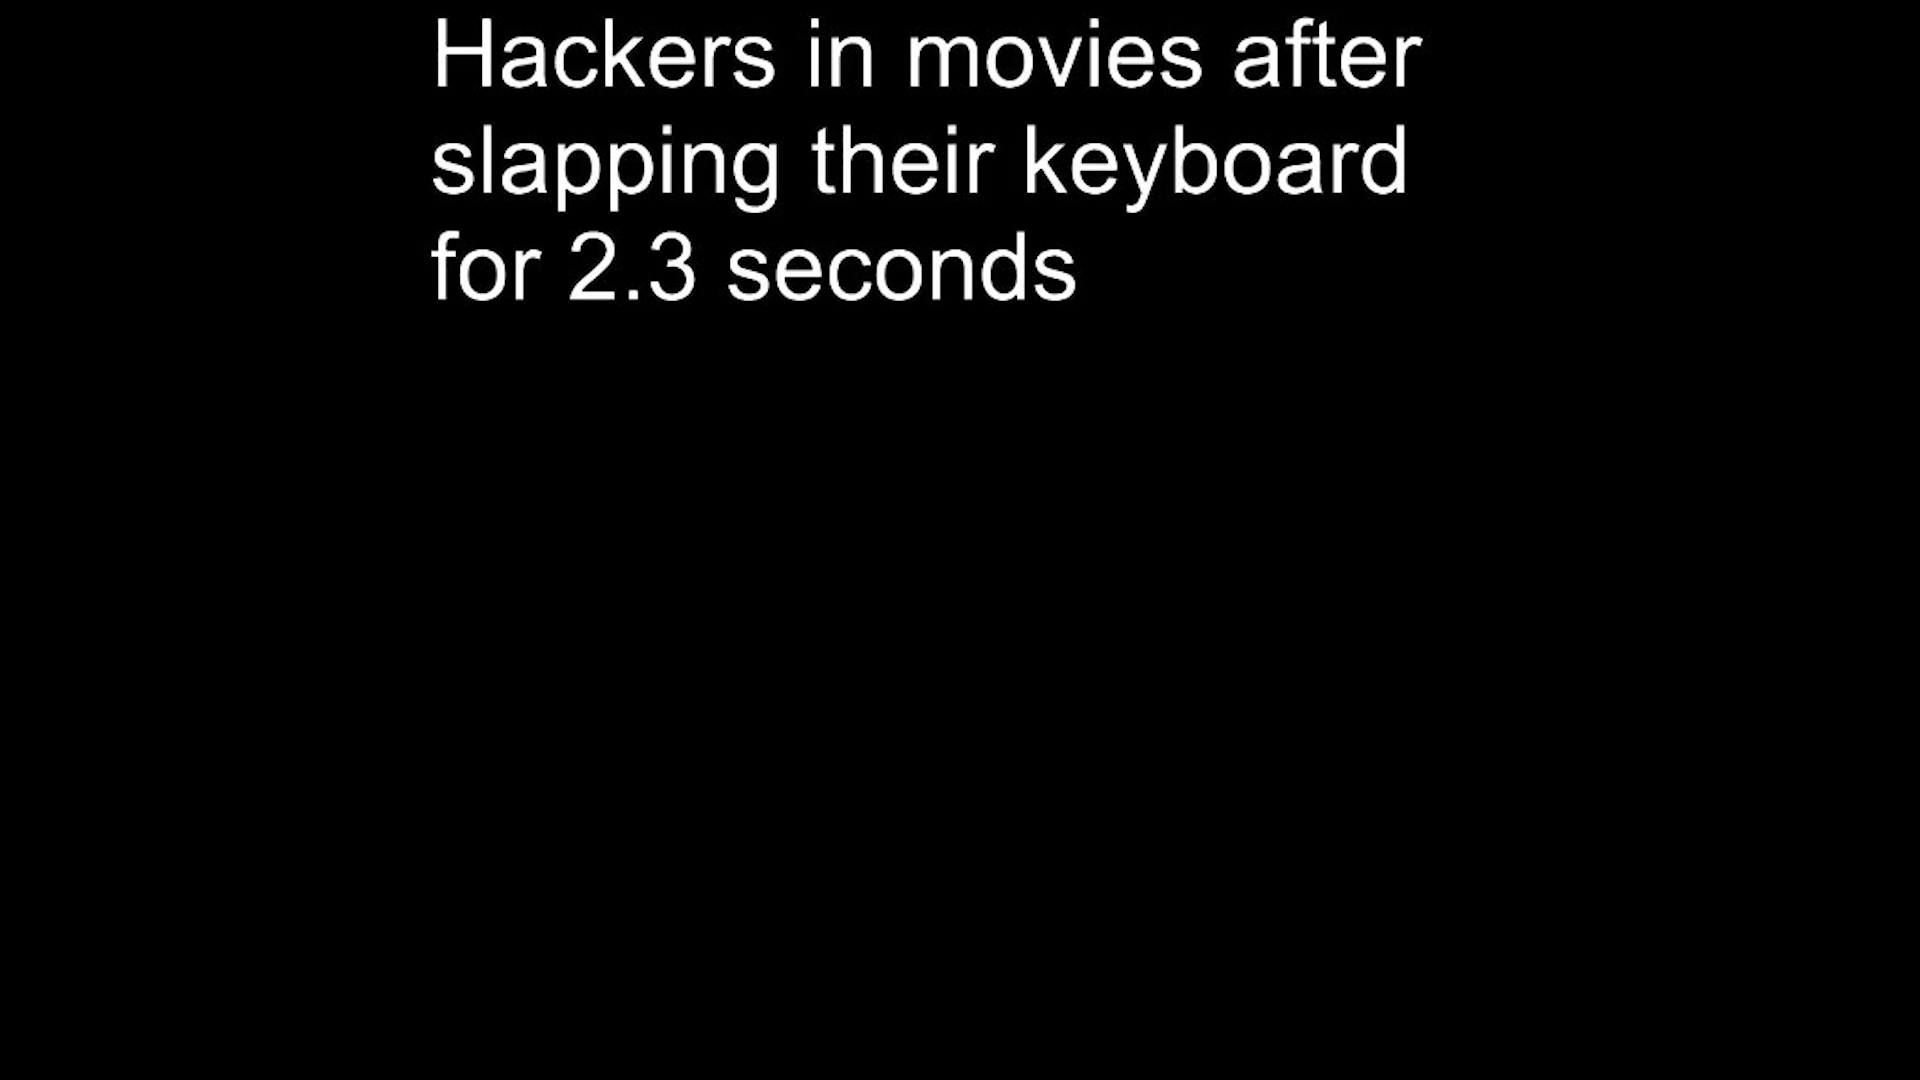 Hackers in movies after
slapping their keyboard
for 2.3 seconds